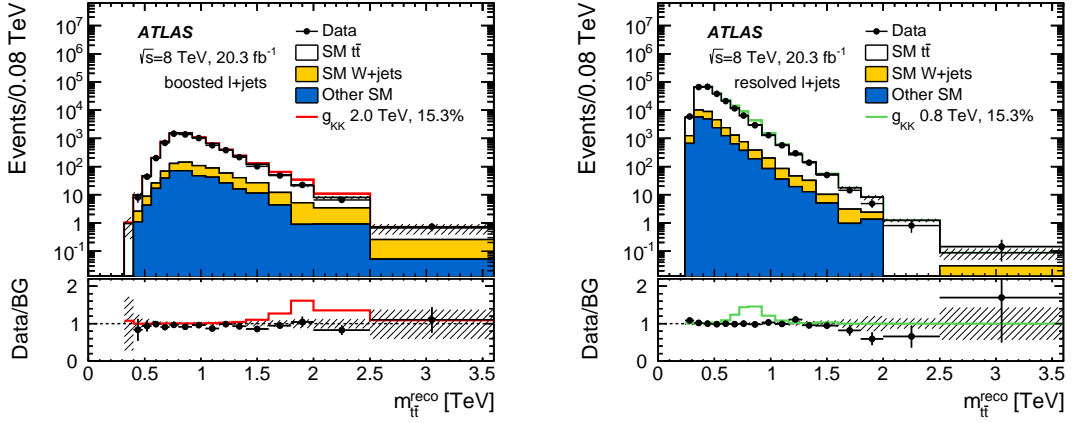 ATLAS
√s=8 TeV, 20.3 fb⁻¹
boosted l+jets
Data
SM tt̄
SM W+jets
Other SM
g_KK 2.0 TeV, 15.3%
Events/0.08 TeV
10⁷
10⁶
10⁵
10⁴
10³
10²
10
1
10⁻¹
Data/BG
2
1
0
0 0.5 1 1.5 2 2.5 3 3.5
m_tt̄^reco [TeV]
ATLAS
√s=8 TeV, 20.3 fb⁻¹
resolved l+jets
Data
SM tt̄
SM W+jets
Other SM
g_KK 0.8 TeV, 15.3%
Events/0.08 TeV
10⁷
10⁶
10⁵
10⁴
10³
10²
10
1
10⁻¹
Data/BG
2
1
0
0 0.5 1 1.5 2 2.5 3 3.5
m_tt̄^reco [TeV]